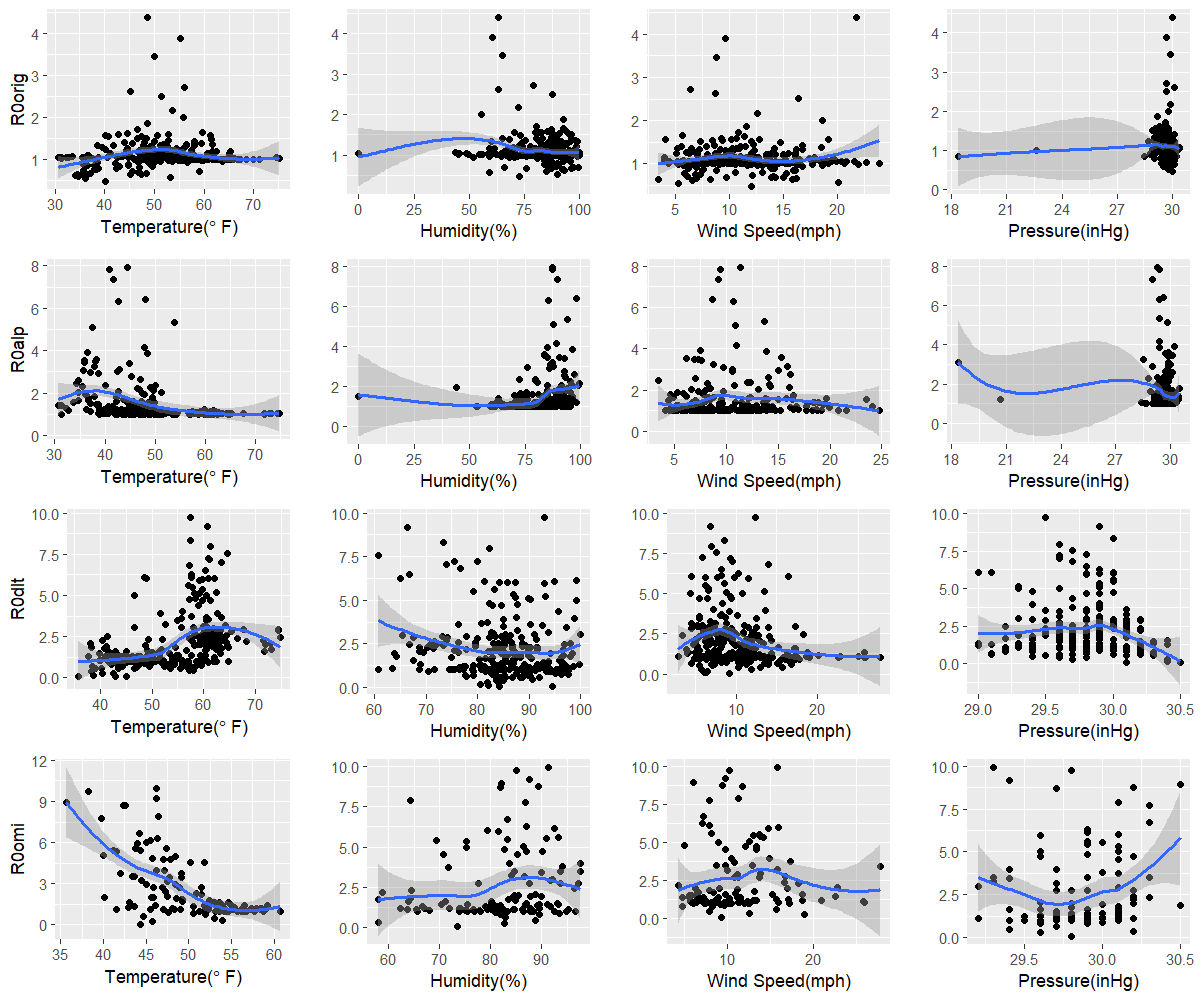 R0orig
4
3
2
1
30 40 50 60 70
Temperature(° F)
4
3
2
1
0 25 50 75 100
Humidity(%)
4
3
2
1
5 10 15 20
Wind Speed(mph)
4
3
2
1
0
18 21 24 27 30
Pressure(inHg)
R0alp
8
6
4
2
0
30 40 50 60 70
Temperature(° F)
8
6
4
2
0
0 25 50 75 100
Humidity(%)
8
6
4
2
0
5 10 15 20 25
Wind Speed(mph)
8
6
4
2
0
18 21 24 27 30
Pressure(inHg)
R0dlt
10.0
7.5
5.0
2.5
0.0
40 50 60 70
Temperature(° F)
10.0
7.5
5.0
2.5
0.0
60 70 80 90 100
Humidity(%)
10.0
7.5
5.0
2.5
0.0
10 20
Wind Speed(mph)
10.0
7.5
5.0
2.5
0.0
29.0 29.5 30.0 30.5
Pressure(inHg)
R0omi
12
9
6
3
0
35 40 45 50 55 60
Temperature(° F)
10.0
7.5
5.0
2.5
0.0
60 70 80 90
Humidity(%)
10.0
7.5
5.0
2.5
0.0
10 20
Wind Speed(mph)
10.0
7.5
5.0
2.5
0.0
29.5 30.0 30.5
Pressure(inHg)